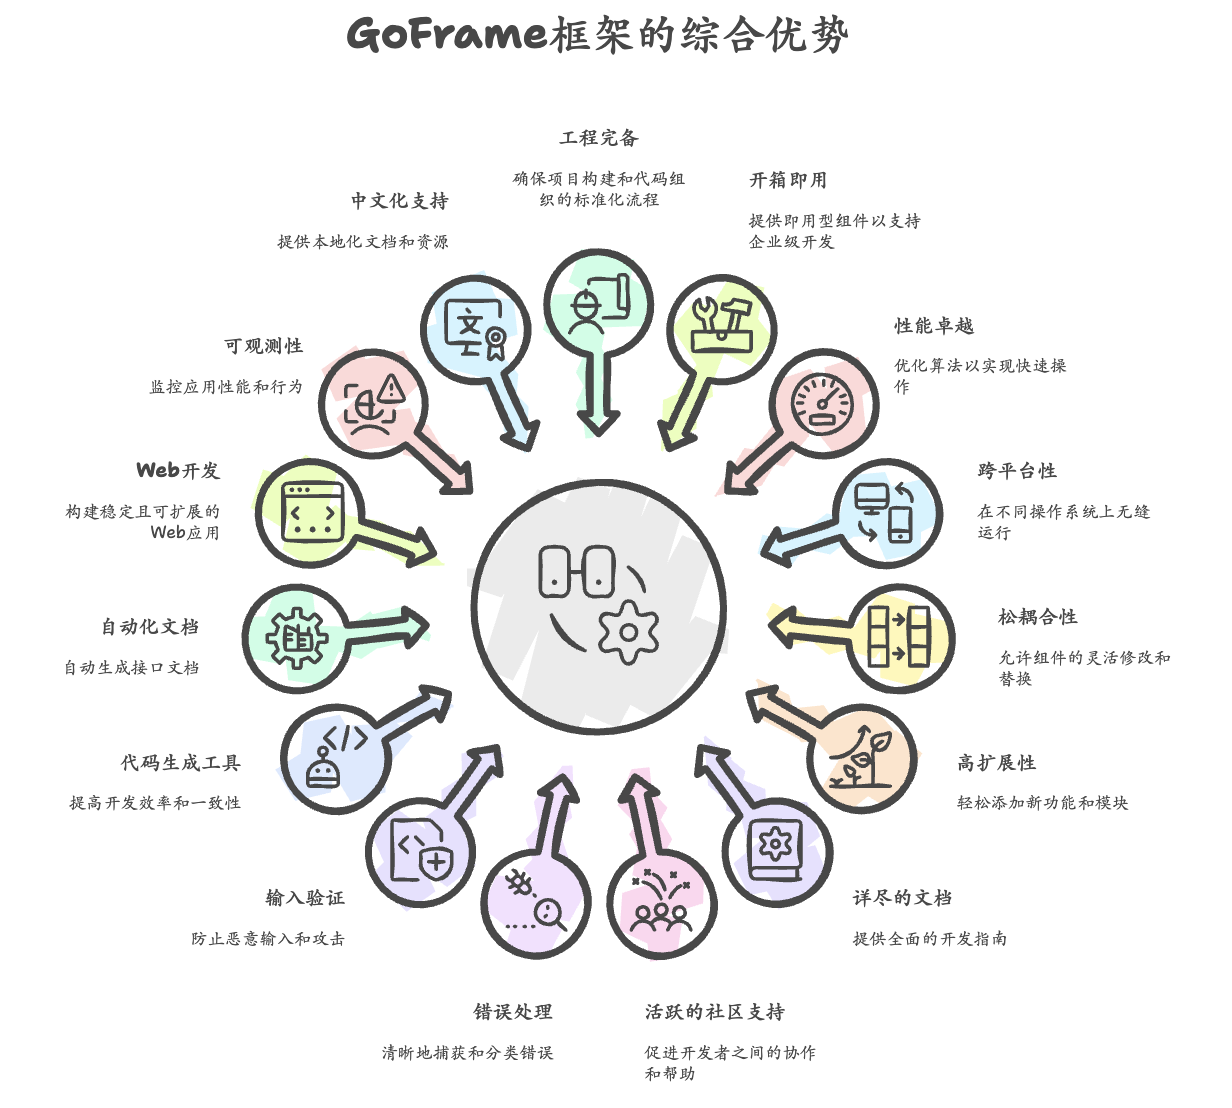 GoFrame框架的综合优势
工程完备
确保项目构建和代码组
织的标准化流程
开箱即用
提供即用型组件以支持
企业级开发
性能卓越
优化算法以实现快速操
作
跨平台性
在不同操作系统上无缝
运行
松耦合性
允许组件的灵活修改和
替换
高扩展性
轻松添加新功能和模块
详尽的文档
提供全面的开发指南
活跃的社区支持
促进开发者之间的协作
和帮助
错误处理
清晰地捕获和分类错误
输入验证
防止恶意输入和攻击
代码生成工具
提高开发效率和一致性
自动化文档
自动生成接口文档
Web开发
构建稳定且可扩展的
Web应用
可观测性
监控应用性能和行为
中文化支持
提供本地化文档和资源
文